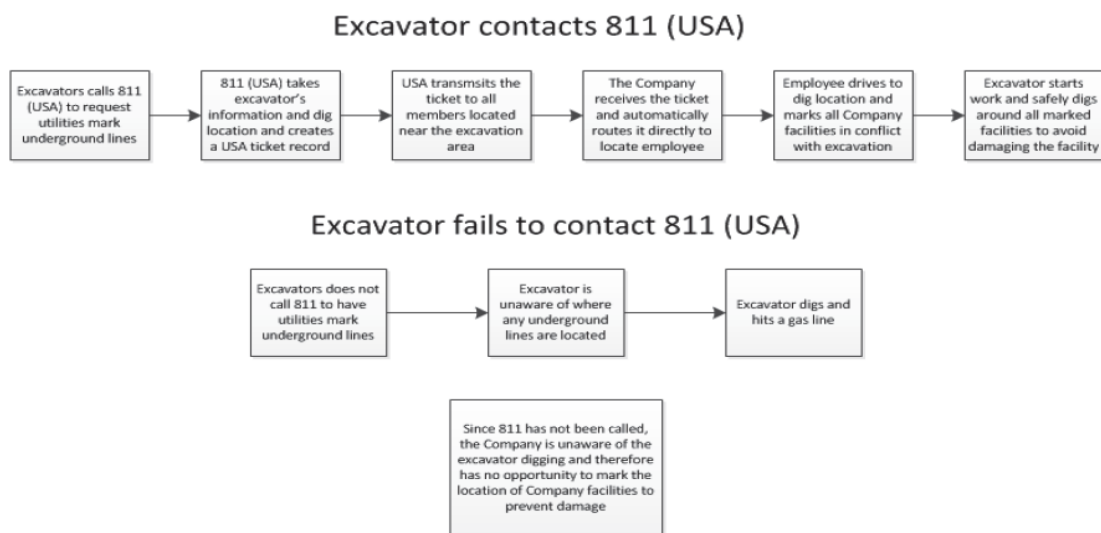 Excavator contacts 811 (USA)
Excavators calls 811
(USA) to request
utilities mark
underground lines
811 (USA) takes
excavator's
information and dig
location and creates
a USA ticket record
USA transmsits the
ticket to all
members located
near the excavation
area
The Company
receives the ticket
and automatically
routes it directly to
locate employee
Employee drives to
dig location and
marks all Company
facilities in conflict
with excavation
Excavator starts
work and safely digs
around all marked
facilities to avoid
damaging the facility
Excavator fails to contact 811 (USA)
Excavators does not
call 811 to have
utilities mark
underground lines
Excavator is
unaware of where
any underground
lines are located
Excavator digs and
hits a gas line
Since 811 has not been called,
the Company is unaware of the
excavator digging and therefore
has no opportunity to mark the
location of Company facilities to
prevent damage